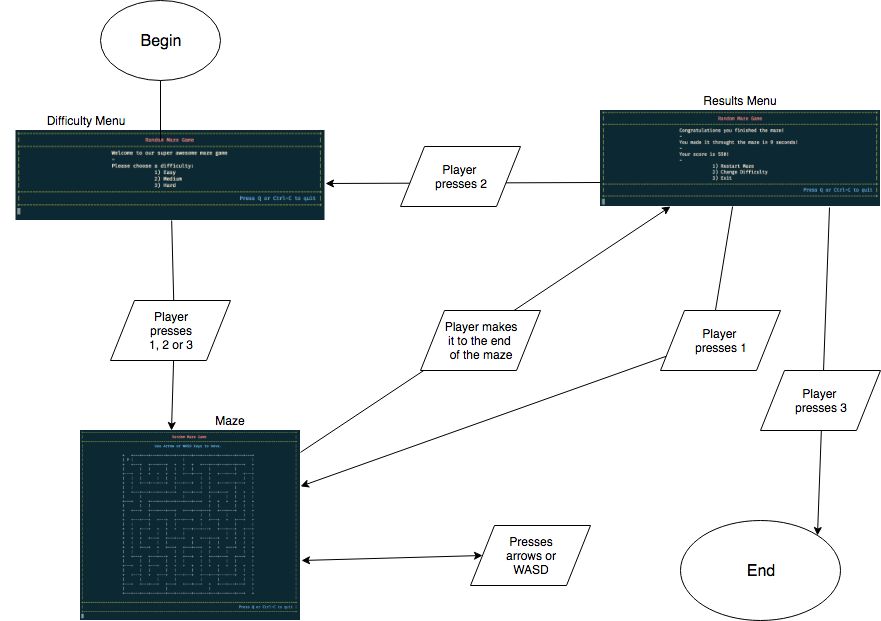 Begin
Difficulty Menu
Random Maze Game
Welcome to our super awesome maze game
Please choose a difficulty:
1) Easy
2) Medium
3) Hard
Press Q or Ctrl-C to quit
Player
presses 2
Results Menu
Random Maze Game
Congratulations you finished the maze!
You made it throught the maze in 9 seconds!
Your score is 550!
1) Restart Maze
2) Change Difficulty
3) Exit
Press Q or Ctrl-C to quit
Player
presses
1, 2 or 3
Player makes
it to the end
of the maze
Player
presses 1
Player
presses 3
Maze
Random Maze Game
Use Arrow or WASD keys to move.
Press Q or Ctrl-C to quit
Presses
arrows or
WASD
End